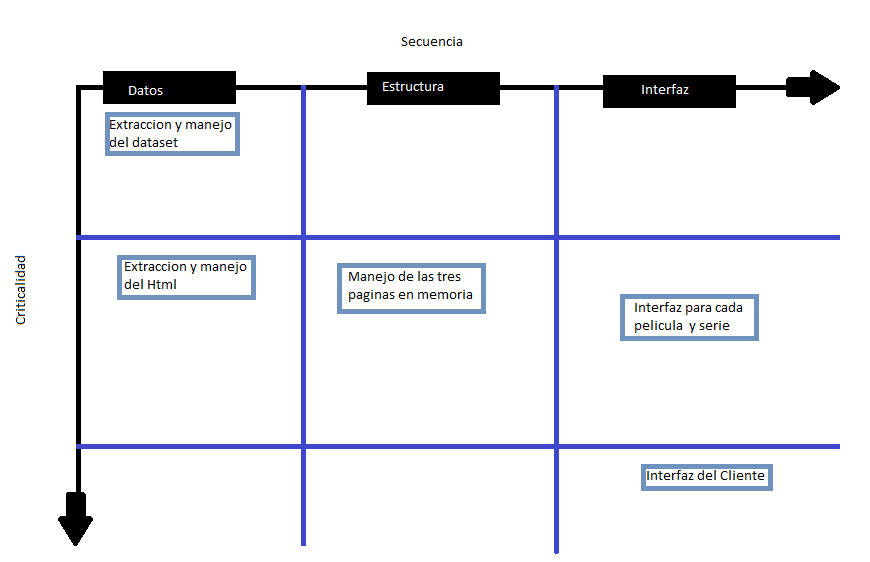 Secuencia
Datos
Estructura
Interfaz
Extraccion y manejo
del dataset
Criticalidad
Extraccion y manejo
del Html
Manejo de las tres
paginas en memoria
Interfaz para cada
pelicula y serie
Interfaz del Cliente